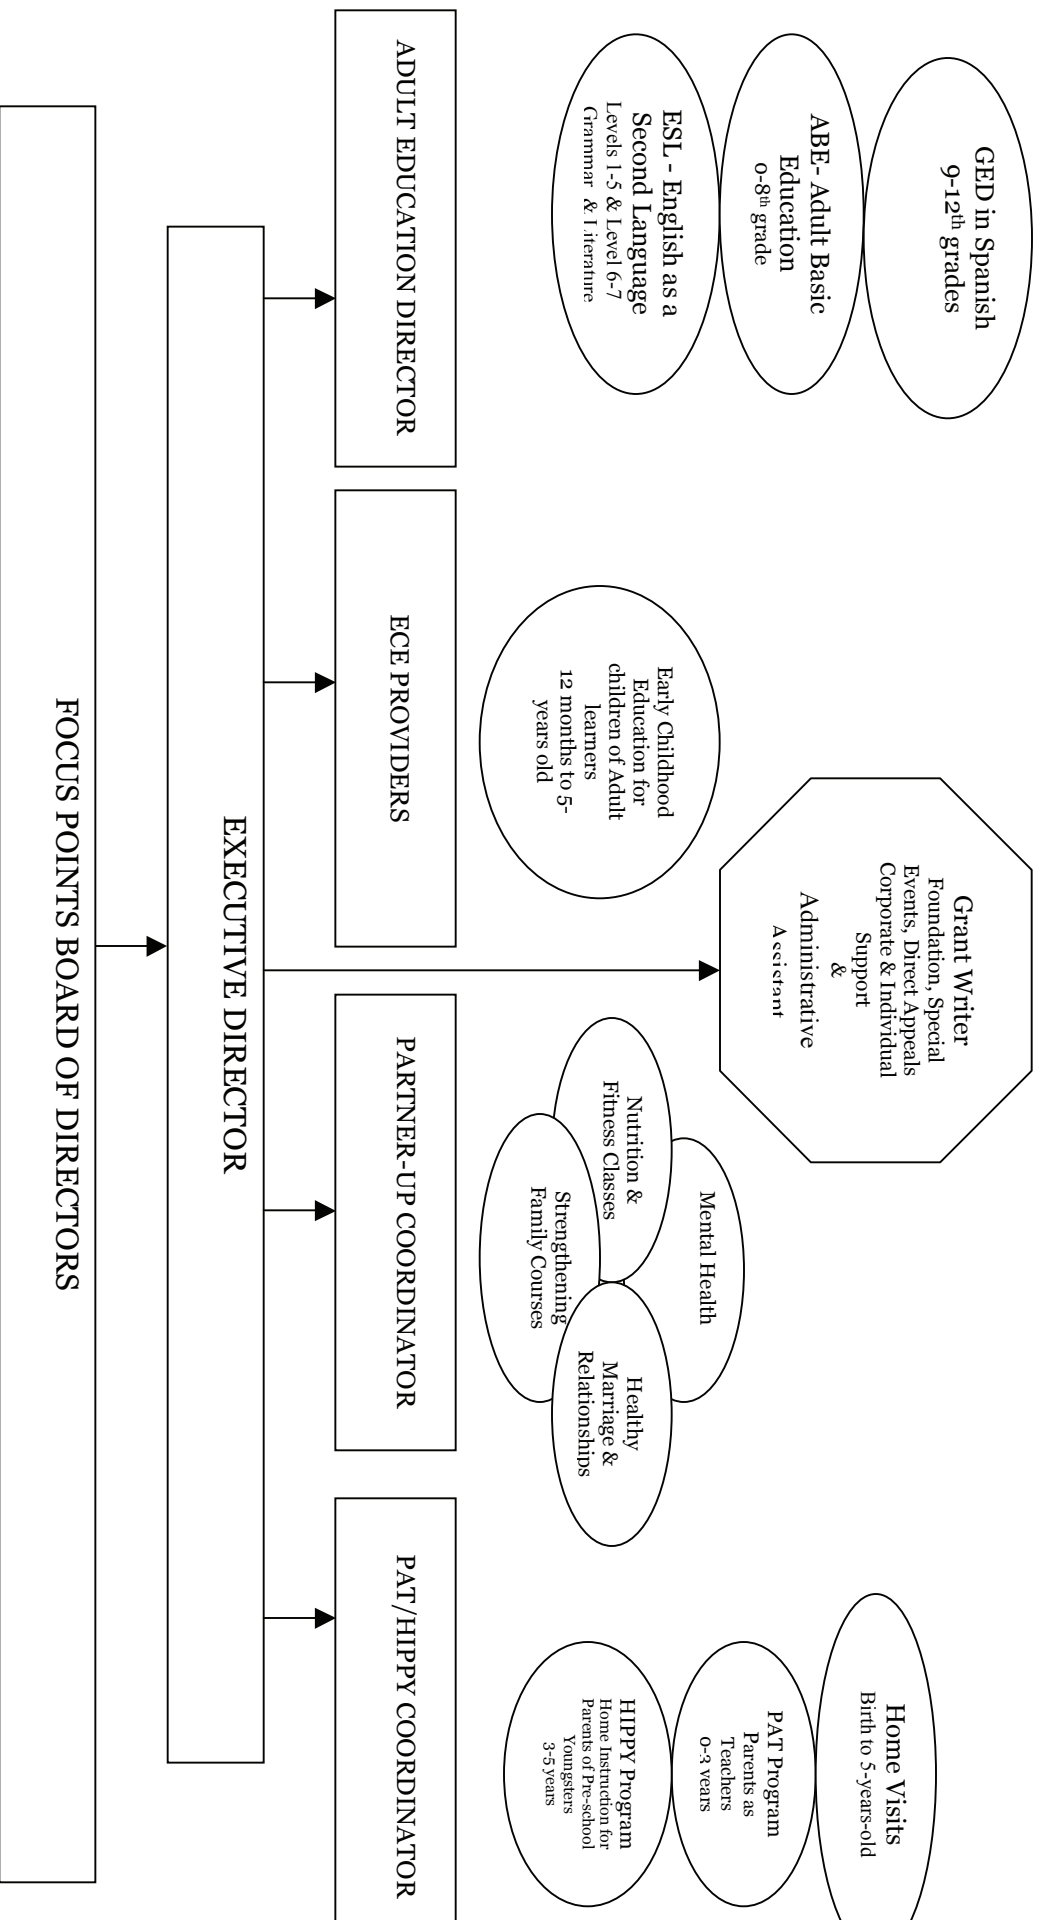 GED in Spanish
9-12th grades
ABE- Adult Basic
Education
0-8th grade
ESL - English as a
Second Language
Levels 1-5 & Level 6-7
Grammar & Literature
Grant Writer
Foundation, Special
Events, Direct Appeals
Corporate & Individual
Support
&
Administrative
Assistant
Early Childhood
Education for
children of Adult
learners
12 months to 5-
years old
Mental Health
Nutrition &
Fitness Classes
Healthy
Marriage &
Relationships
Strengthening
Family Courses
Home Visits
Birth to 5-years-old
PAT Program
Parents as
Teachers
0-3 years
HIPPY Program
Home Instruction for
Parents of Pre-school
Youngsters
3-5 years
ADULT EDUCATION DIRECTOR
ECE PROVIDERS
PARTNER-UP COORDINATOR
PAT/HIPPY COORDINATOR
EXECUTIVE DIRECTOR
FOCUS POINTS BOARD OF DIRECTORS